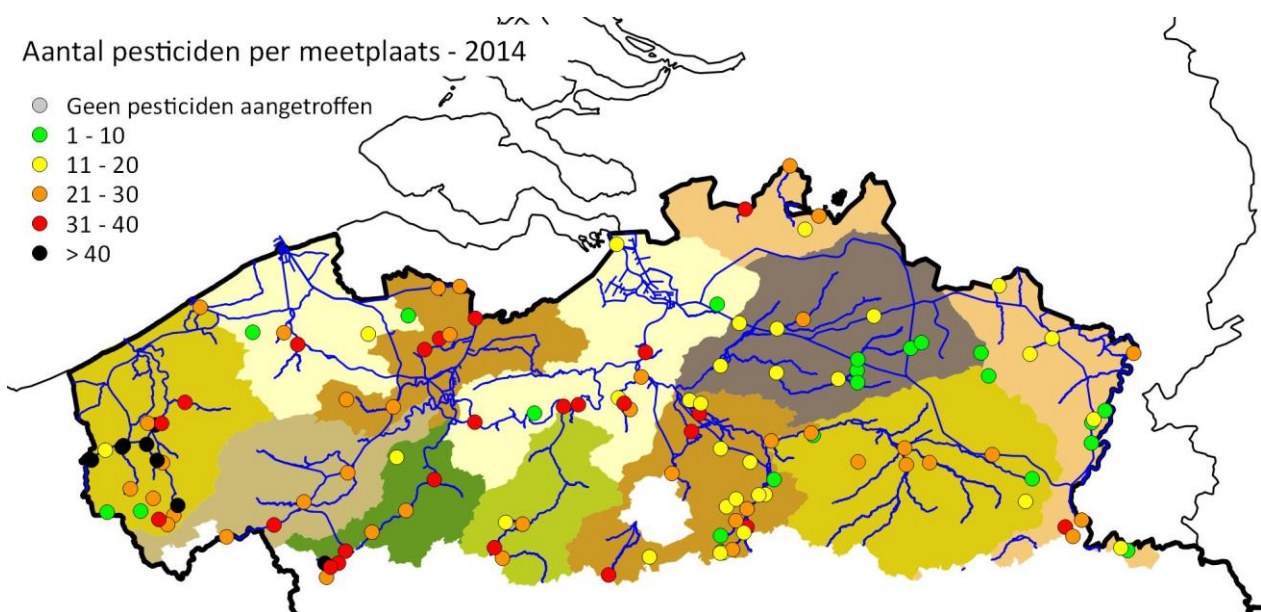 Aantal pesticiden per meetplaats - 2014
Geen pesticiden aangetroffen
1 - 10
11 - 20
21 - 30
31 - 40
> 40